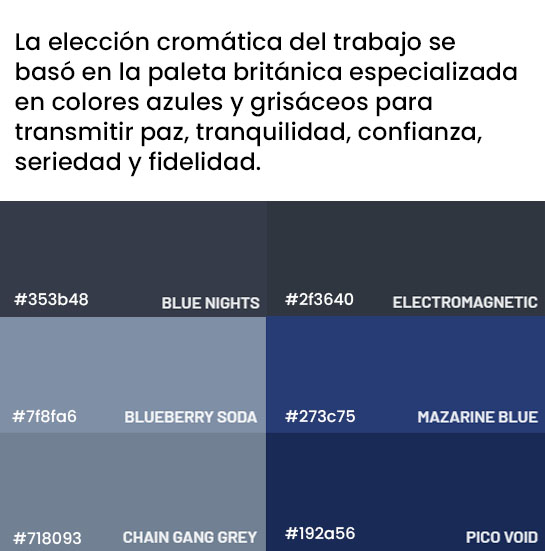 La elección cromática del trabajo se
basó en la paleta británica especializada
en colores azules y grisáceos para
transmitir paz, tranquilidad, confianza,
seriedad y fidelidad.
#353b48 BLUE NIGHTS #2f3640 ELECTROMAGNETIC
#7f8fa6 BLUEBERRY SODA #273c75 MAZARINE BLUE
#718093 CHAIN GANG GREY #192a56 PICO VOID